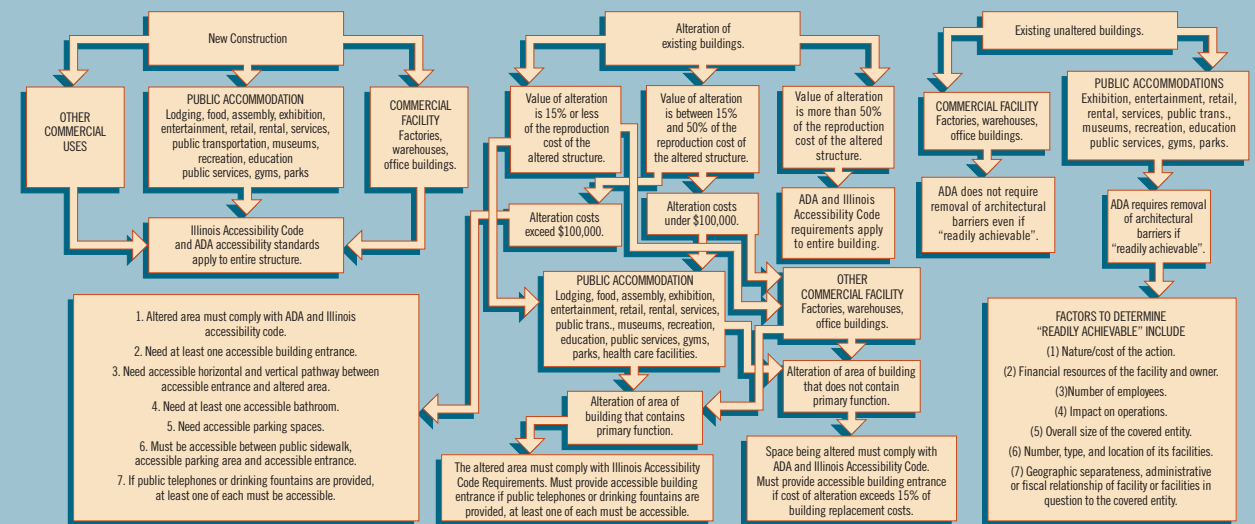 New Construction
OTHER
COMMERCIAL
USES
PUBLIC ACCOMMODATION
Lodging, food, assembly, exhibition,
entertainment, retail, rental, services,
public transportation, museums,
recreation, education
public services, gyms, parks
COMMERCIAL
FACILITY
Factories,
warehouses,
office buildings.
Illinois Accessibility Code
and ADA accessibility standards
apply to entire structure.
1. Altered area must comply with ADA and Illinois
accessibility code.
2. Need at least one accessible building entrance.
3. Need accessible horizontal and vertical pathway between
accessible entrance and altered area.
4. Need at least one accessible bathroom.
5. Need accessible parking spaces.
6. Must be accessible between public sidewalk,
accessible parking area and accessible entrance.
7. If public telephones or drinking fountains are provided,
at least one of each must be accessible.
Alteration of
existing buildings.
Value of alteration
is 15% or less
of the reproduction
cost of the
altered structure.
Value of alteration
is between 15%
and 50% of the
reproduction cost of
the altered structure.
Value of alteration
is more than 50%
of the reproduction
cost of the altered
structure.
Alteration costs
exceed $100,000.
Alteration costs
under $100,000.
ADA and Illinois
Accessibility Code
requirements apply
to entire building.
PUBLIC ACCOMMODATION
Lodging, food, assembly, exhibition,
entertainment, retail, rental, services,
public trans., museums, recreation,
education, public services, gyms,
parks, health care facilities.
OTHER
COMMERCIAL FACILITY
Factories, warehouses,
office buildings.
Alteration of area of
building that contains
primary function.
Alteration of area of building
that does not contain
primary function.
The altered area must comply with Illinois Accessibility
Code Requirements. Must provide accessible building
entrance if public telephones or drinking fountains are
provided, at least one of each must be accessible.
Space being altered must comply with
ADA and Illinois Accessibility Code.
Must provide accessible building entrance
if cost of alteration exceeds 15% of
building replacement costs.
Existing unaltered buildings.
COMMERCIAL FACILITY
Factories, warehouses,
office buildings.
PUBLIC ACCOMMODATIONS
Exhibition, entertainment, retail,
rental, services, public trans.,
museums, recreation, education
public services, gyms, parks.
ADA does not require
removal of architectural
barriers even if
“readily achievable”.
ADA requires removal
of architectural
barriers if
“readily achievable”.
FACTORS TO DETERMINE
“READILY ACHIEVABLE” INCLUDE
(1) Nature/cost of the action.
(2) Financial resources of the facility and owner.
(3)Number of employees.
(4) Impact on operations.
(5) Overall size of the covered entity.
(6) Number, type, and location of its facilities.
(7) Geographic separateness, administrative
or fiscal relationship of facility or facilities in
question to the covered entity.